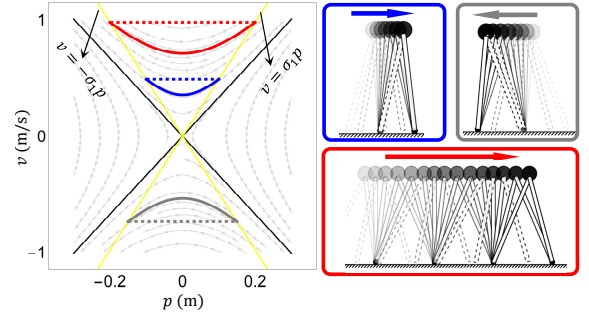 1
v = −σ₁p
v = σ₁p
0
−1
v (m/s)
−0.2
0
0.2
p (m)